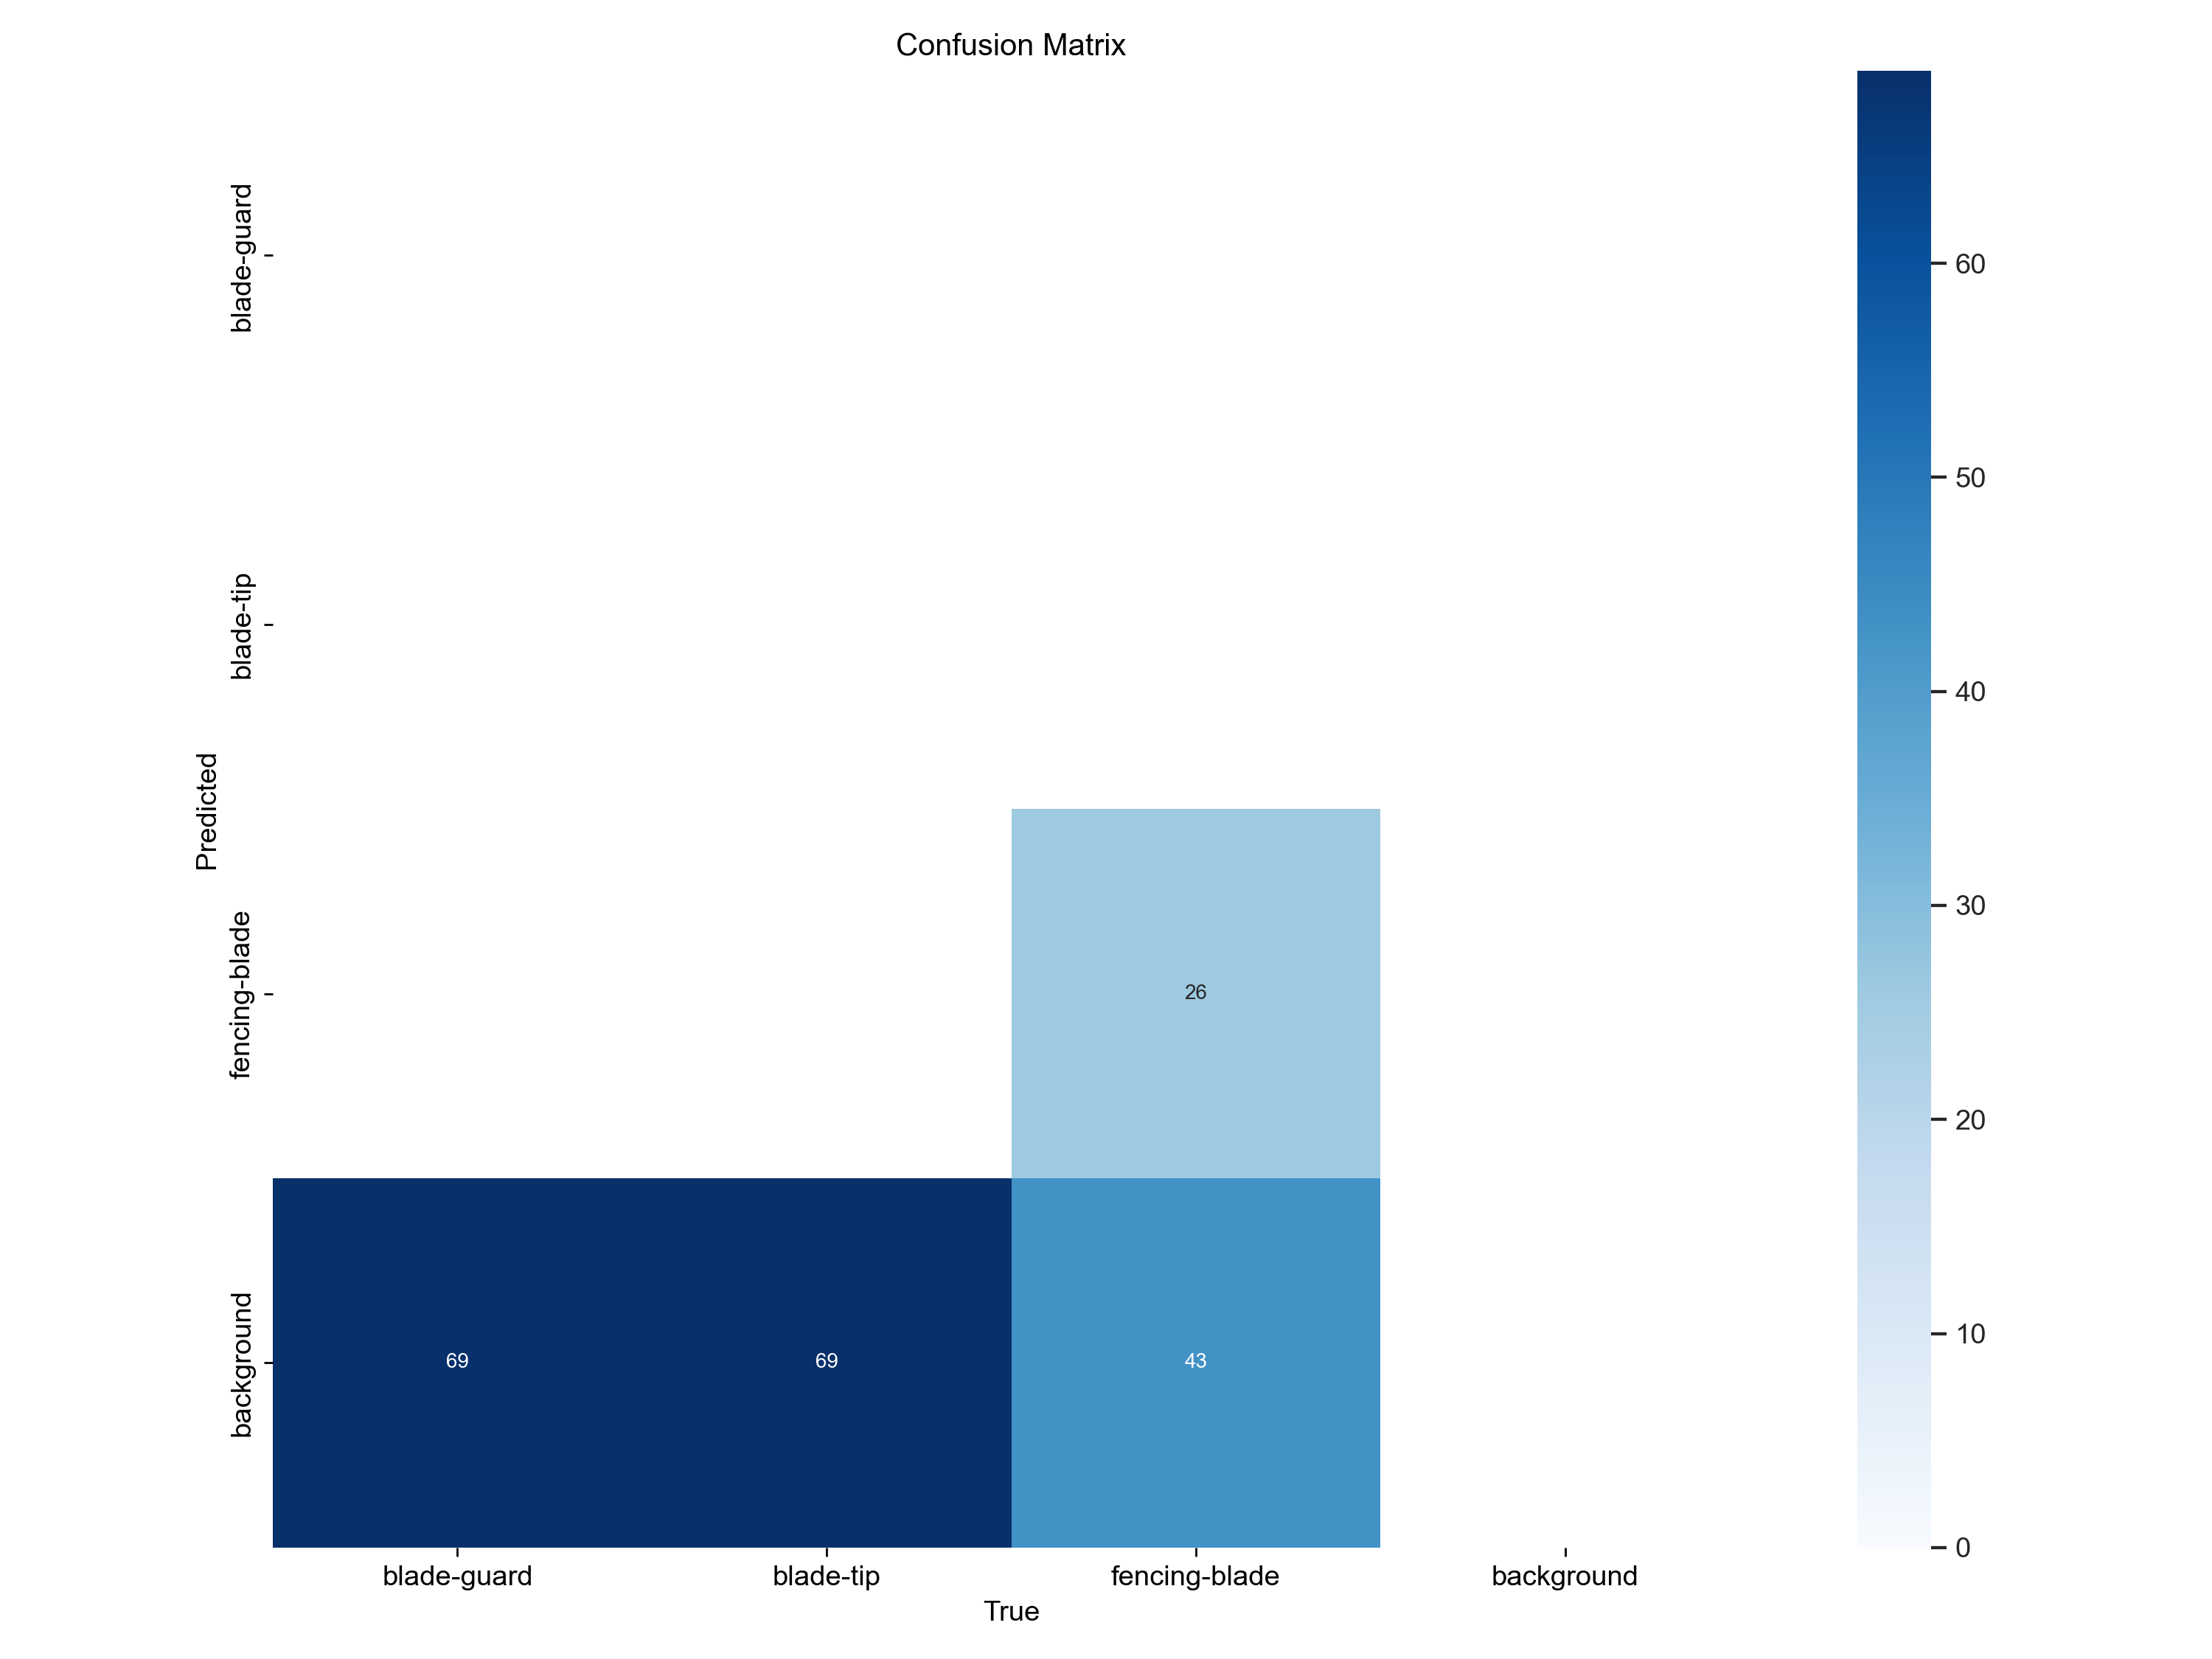 Confusion Matrix
blade-guard
blade-tip
fencing-blade
background
Predicted
26
69
69
43
blade-guard
blade-tip
fencing-blade
background
True
60
50
40
30
20
10
0